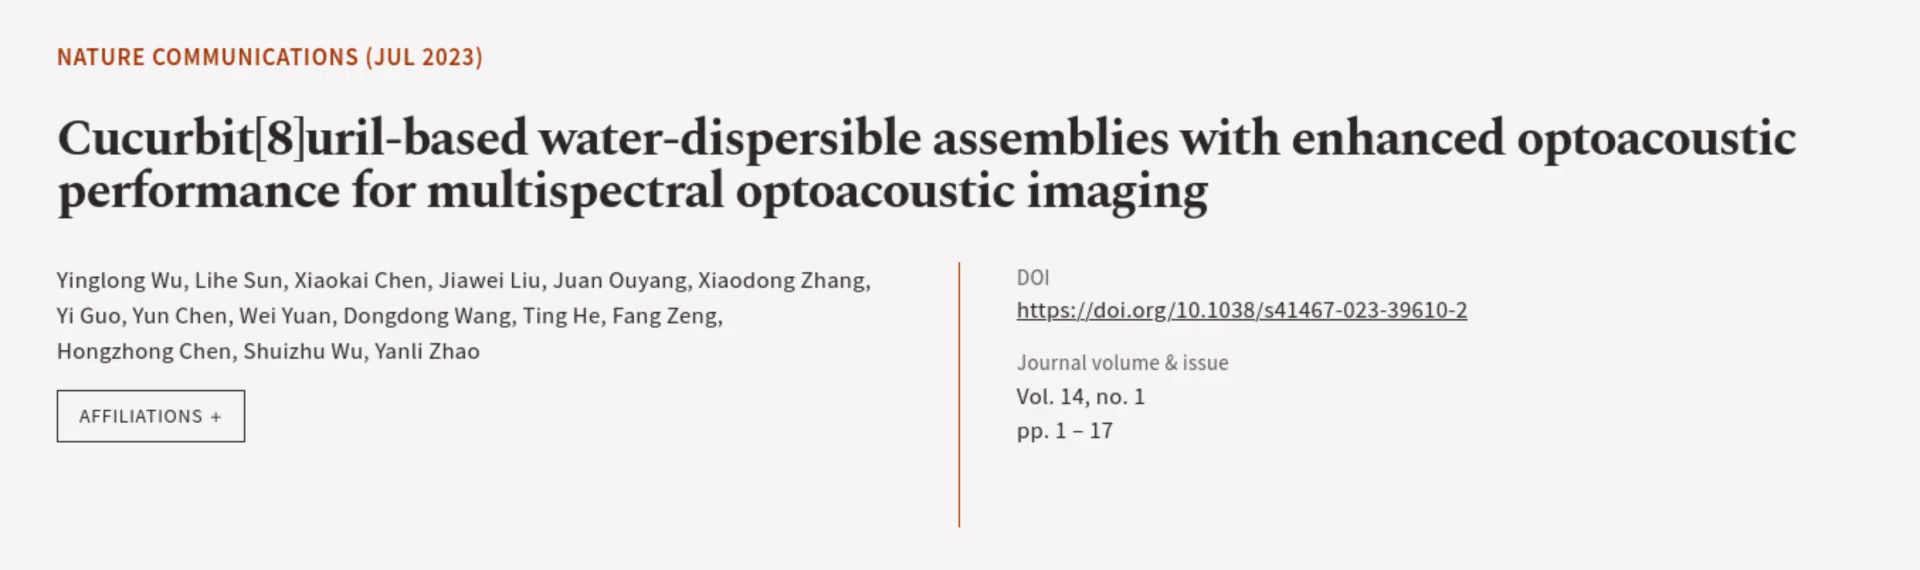 NATURE COMMUNICATIONS (JUL 2023)
Cucurbit[8]uril-based water-dispersible assemblies with enhanced optoacoustic
performance for multispectral optoacoustic imaging
Yinglong Wu, Lihe Sun, Xiaokai Chen, Jiawei Liu, Juan Ouyang, Xiaodong Zhang,
Yi Guo, Yun Chen, Wei Yuan, Dongdong Wang, Ting He, Fang Zeng,
Hongzhong Chen, Shuizhu Wu, Yanli Zhao
AFFILIATIONS +
DOI
https://doi.org/10.1038/s41467-023-39610-2
Journal volume & issue
Vol. 14, no. 1
pp. 1 – 17